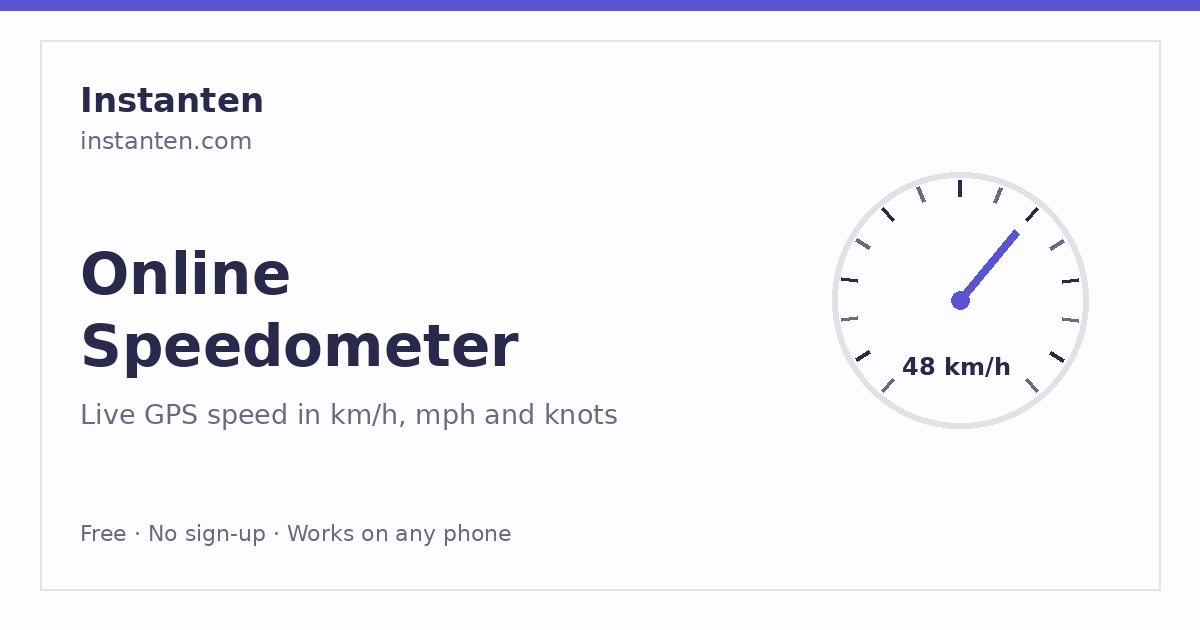 Instanten
instanten.com
Online
Speedometer
Live GPS speed in km/h, mph and knots
48 km/h
Free · No sign-up · Works on any phone